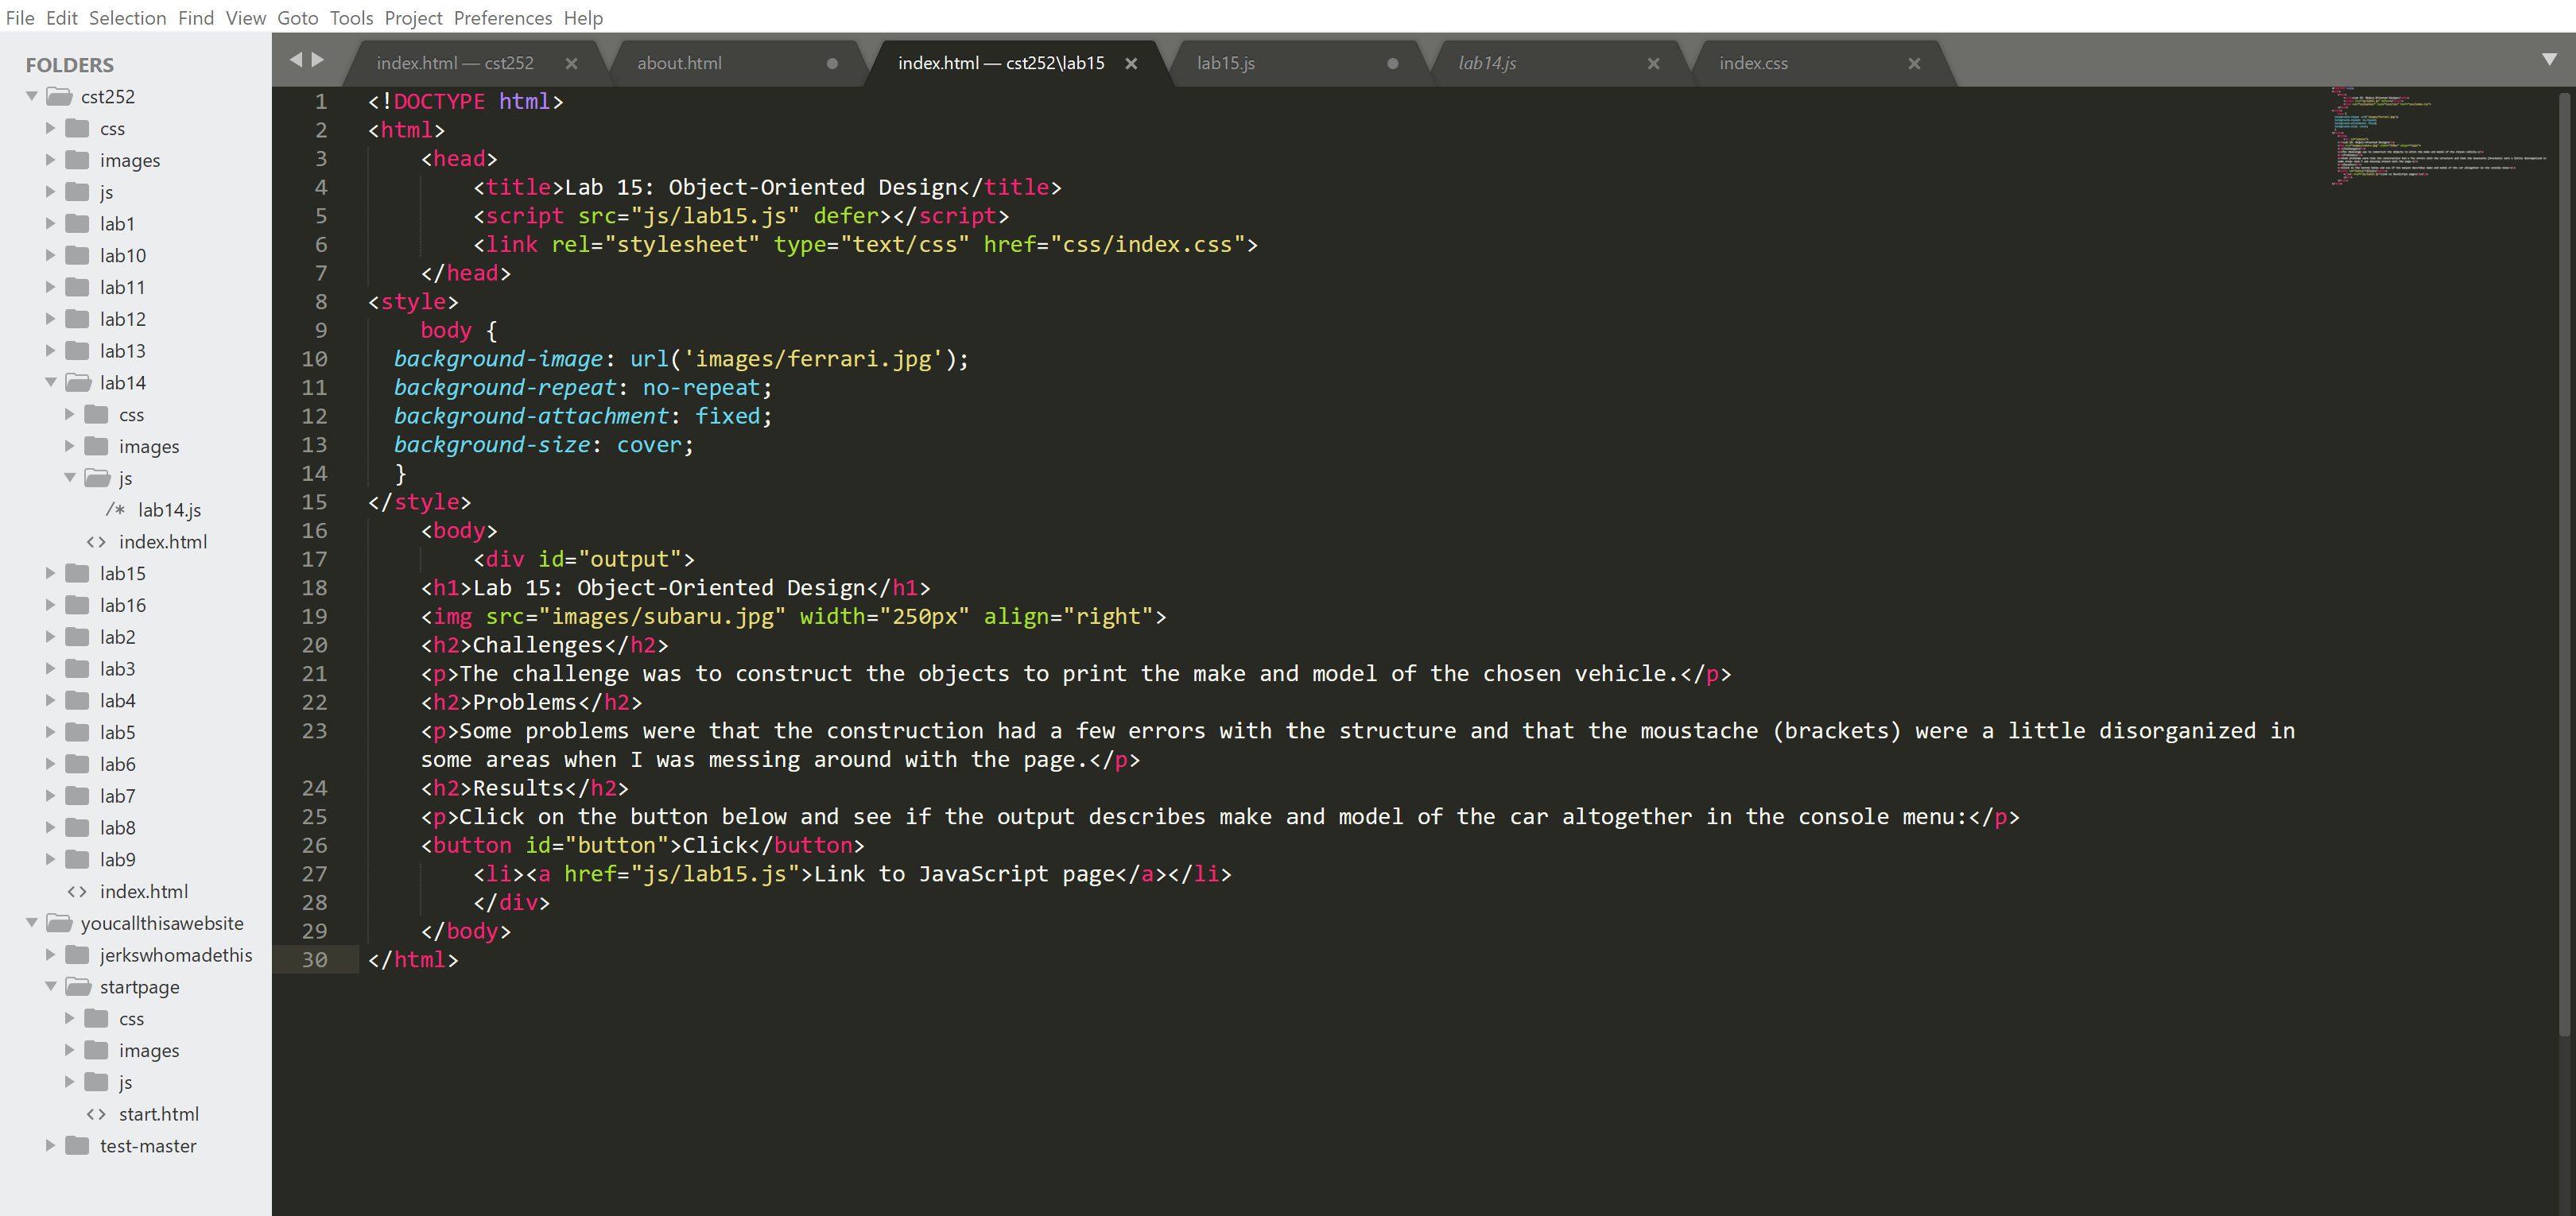 File Edit Selection Find View Goto Tools Project Preferences Help
FOLDERS
cst252
css
images
js
lab1
lab10
lab11
lab12
lab13
lab14
css
images
js
/* lab14.js
<> index.html
lab15
lab16
lab2
lab3
lab4
lab5
lab6
lab7
lab8
lab9
<> index.html
youcallthisawebsite
jerkswhomadethis
startpage
css
images
js
<> start.html
test-master
index.html — cst252 about.html index.html — cst252\lab15 lab15.js lab14.js index.css
1 <!DOCTYPE html>
2 <html>
3 <head>
4 <title>Lab 15: Object-Oriented Design</title>
5 <script src="js/lab15.js" defer></script>
6 <link rel="stylesheet" type="text/css" href="css/index.css">
7 </head>
8 <style>
9 body {
10 background-image: url('images/ferrari.jpg');
11 background-repeat: no-repeat;
12 background-attachment: fixed;
13 background-size: cover;
14 }
15 </style>
16 <body>
17 <div id="output">
18 <h1>Lab 15: Object-Oriented Design</h1>
19 <img src="images/subaru.jpg" width="250px" align="right">
20 <h2>Challenges</h2>
21 <p>The challenge was to construct the objects to print the make and model of the chosen vehicle.</p>
22 <h2>Problems</h2>
23 <p>Some problems were that the construction had a few errors with the structure and that the moustache (brackets) were a little disorganized in
some areas when I was messing around with the page.</p>
24 <h2>Results</h2>
25 <p>Click on the button below and see if the output describes make and model of the car altogether in the console menu:</p>
26 <button id="button">Click</button>
27 <li><a href="js/lab15.js">Link to JavaScript page</a></li>
28 </div>
29 </body>
30 </html>